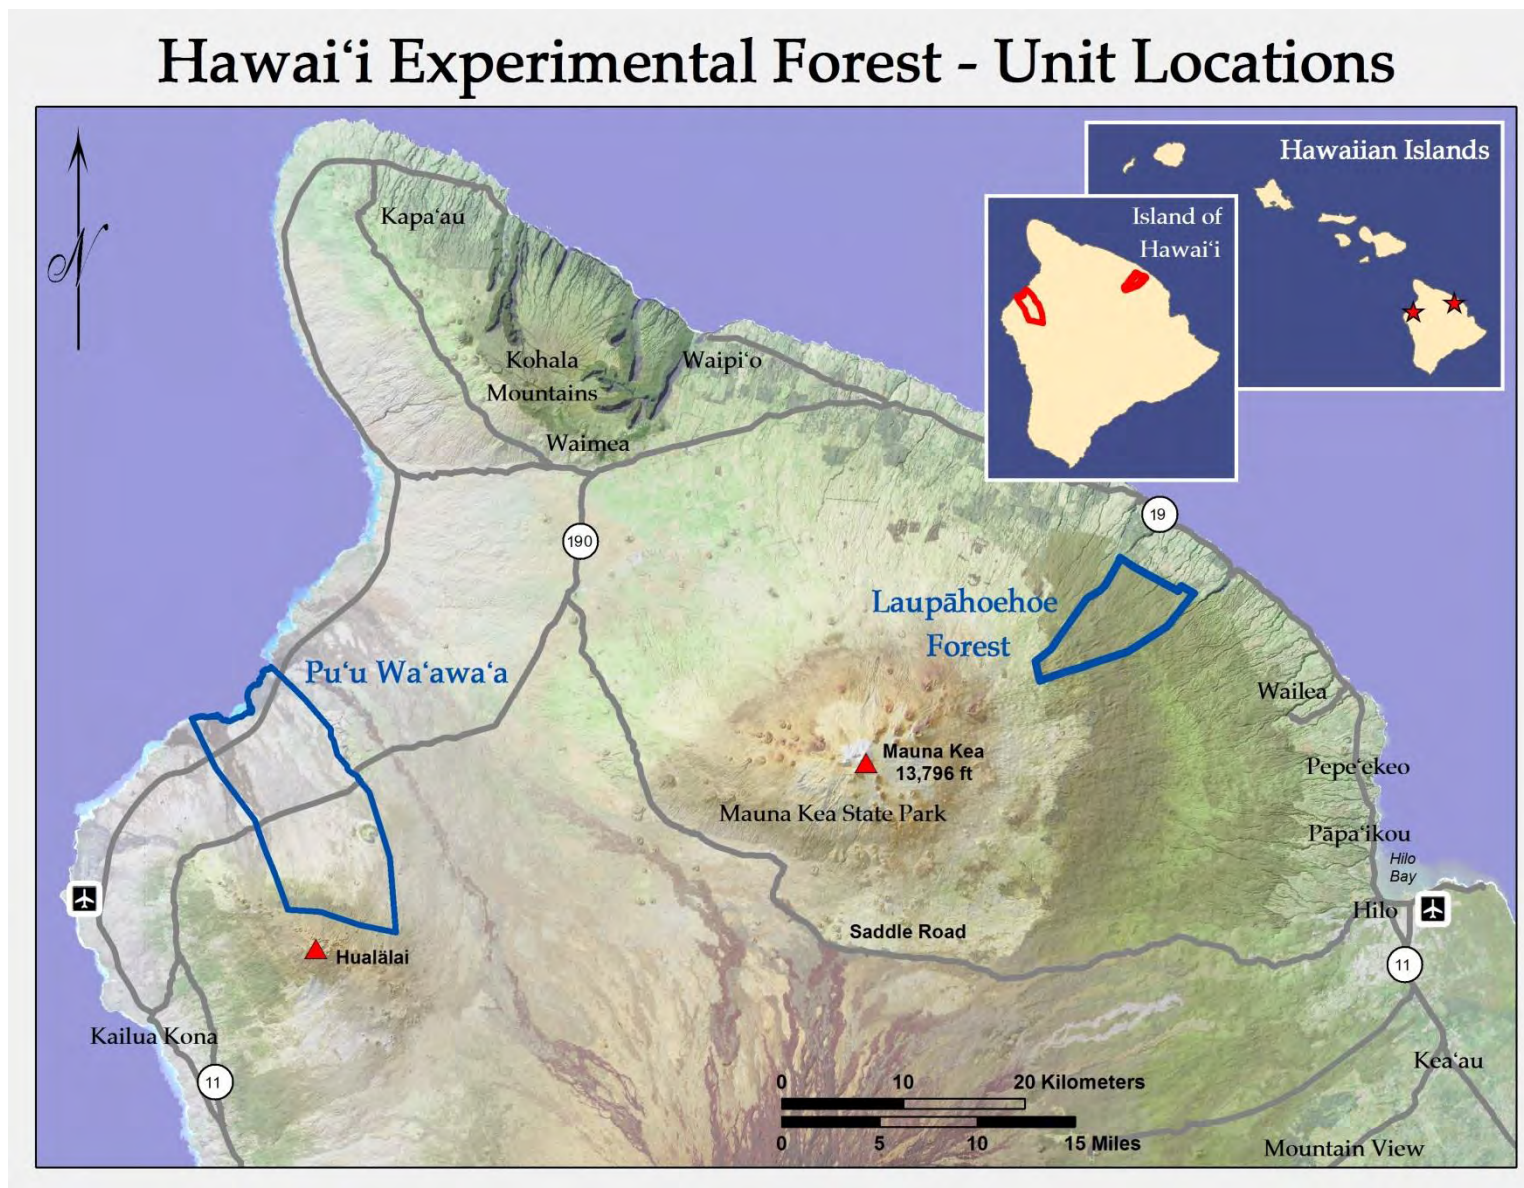 Hawaiʻi Experimental Forest - Unit Locations
N
Hawaiian Islands
Island of
Hawaiʻi
Kapaʻau
Kohala
Mountains
Waipiʻo
Waimea
190
19
Laupāhoehoe
Forest
Puʻu Waʻawaʻa
Wailea
Mauna Kea
13,796 ft
Pepeʻekeo
Mauna Kea State Park
Pāpaʻikou
Hilo
Bay
Hilo
Saddle Road
Hualälai
11
Kailua Kona
11
Keaʻau
0 10 20 Kilometers
0 5 10 15 Miles
Mountain View